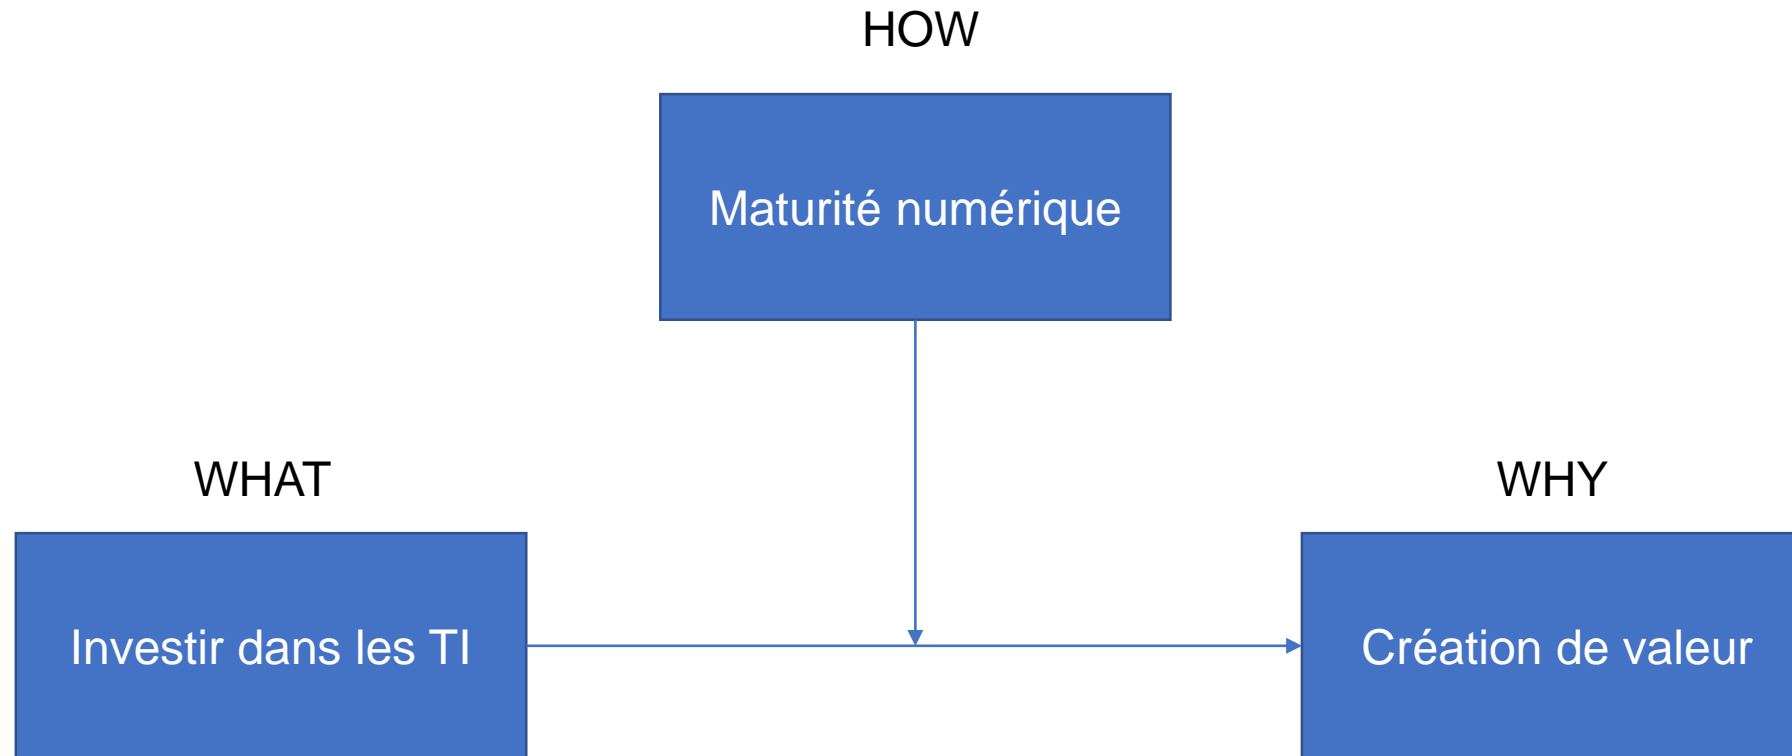 HOW
Maturité numérique
WHAT
WHY
Investir dans les TI
Création de valeur